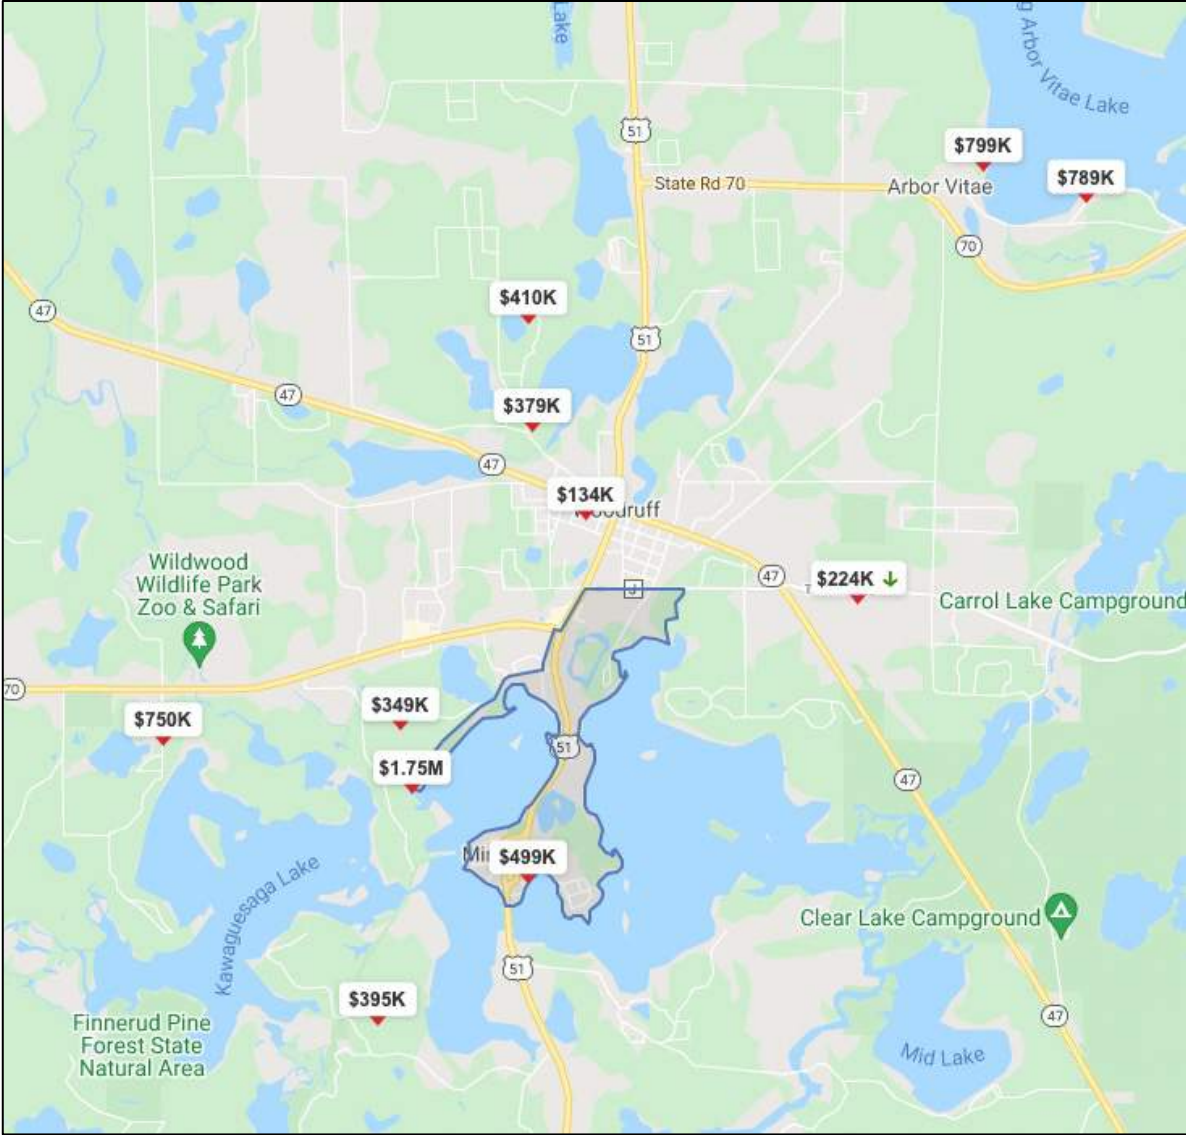 Lake
g Arbor Vitae Lake
51
$799K
$789K
State Rd 70
Arbor Vitae
70
$410K
47
51
$379K
47
47
$134K
Woodruff
Wildwood
Wildlife Park
Zoo & Safari
47
$224K ↓
J
Carrol Lake Campground
70
$349K
$750K
51
$1.75M
47
$499K
Kawaguesaga Lake
Clear Lake Campground
51
$395K
Finnerud Pine
Forest State
Natural Area
47
Mid Lake